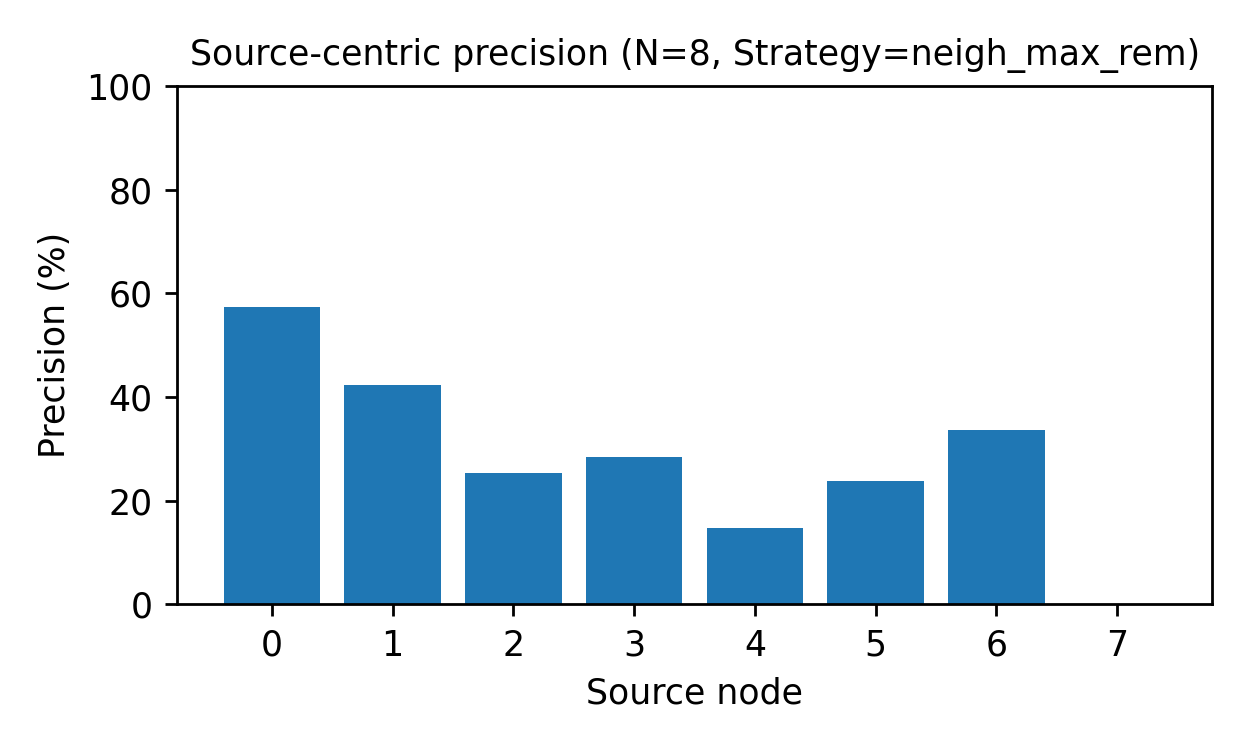 Source-centric precision (N=8, Strategy=neigh_max_rem)
100
80
60
40
20
0
Precision (%)
0 1 2 3 4 5 6 7
Source node